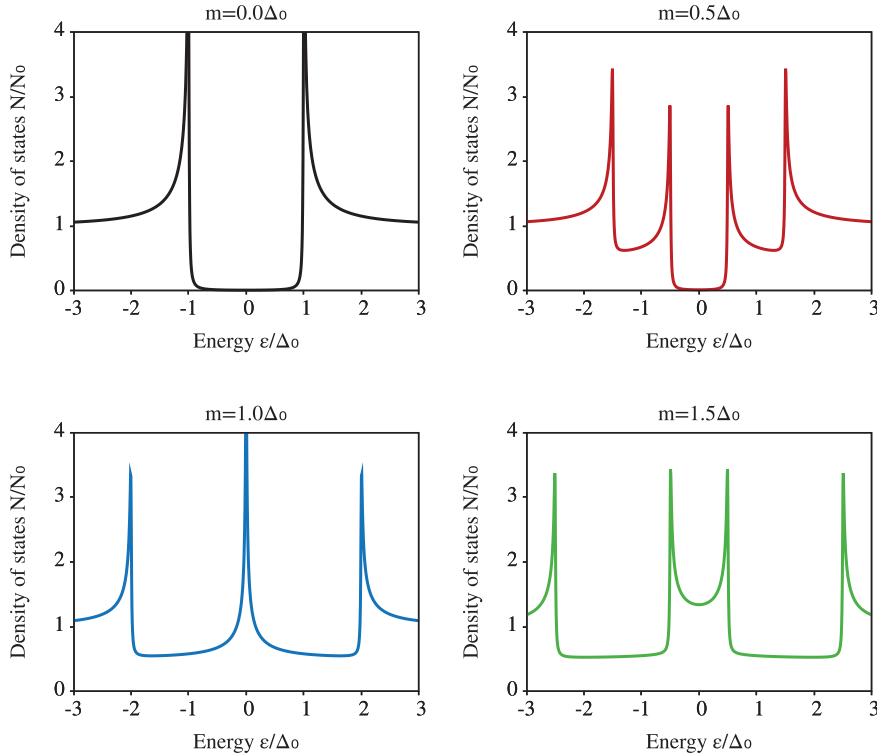 m=0.0Δ₀
4
3
2
1
0
Density of states N/N₀
-3 -2 -1 0 1 2 3
Energy ε/Δ₀
m=0.5Δ₀
4
3
2
1
0
Density of states N/N₀
-3 -2 -1 0 1 2 3
Energy ε/Δ₀
m=1.0Δ₀
4
3
2
1
0
Density of states N/N₀
-3 -2 -1 0 1 2 3
Energy ε/Δ₀
m=1.5Δ₀
4
3
2
1
0
Density of states N/N₀
-3 -2 -1 0 1 2 3
Energy ε/Δ₀